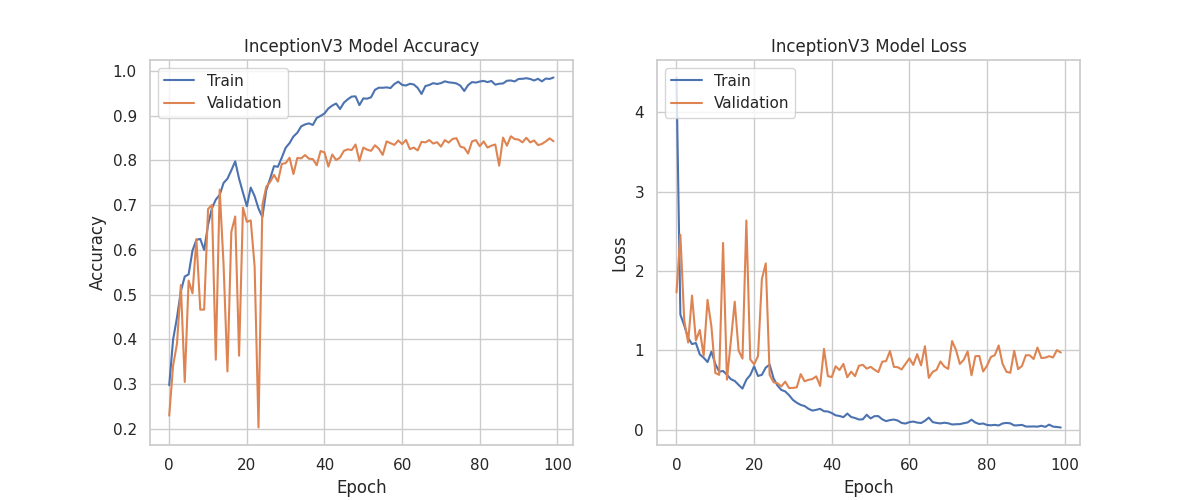 InceptionV3 Model Accuracy
Train
Validation
1.0
0.9
0.8
0.7
0.6
0.5
0.4
0.3
0.2
Accuracy
0 20 40 60 80 100
Epoch
InceptionV3 Model Loss
Train
Validation
4
3
2
1
0
Loss
0 20 40 60 80 100
Epoch